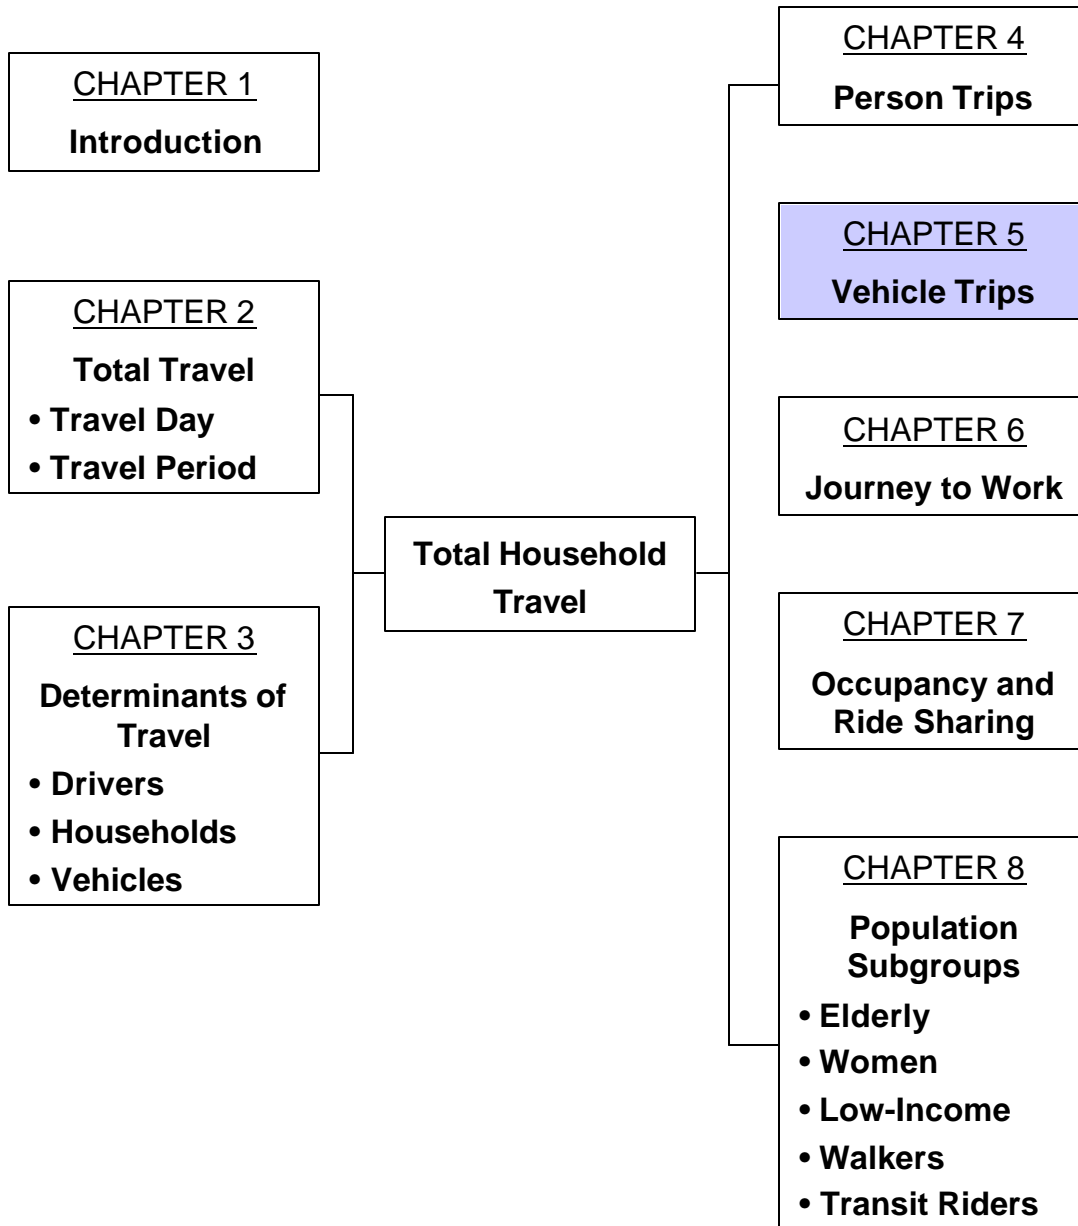 CHAPTER 1
Introduction
CHAPTER 2
Total Travel
• Travel Day
• Travel Period
CHAPTER 3
Determinants of
Travel
• Drivers
• Households
• Vehicles
Total Household
Travel
CHAPTER 4
Person Trips
CHAPTER 5
Vehicle Trips
CHAPTER 6
Journey to Work
CHAPTER 7
Occupancy and
Ride Sharing
CHAPTER 8
Population
Subgroups
• Elderly
• Women
• Low-Income
• Walkers
• Transit Riders